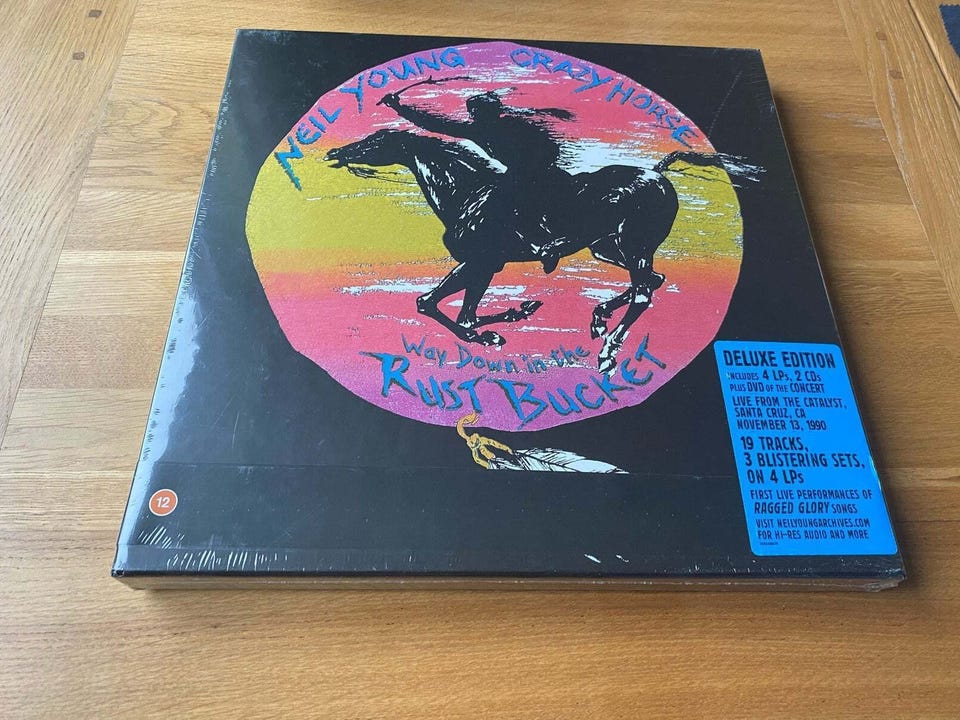 NEIL YOUNG CRAZY HORSE
Way Down in the
RUST BUCKET
DELUXE EDITION
INCLUDES 4 LPs, 2 CDs
PLUS DVD OF THE CONCERT
LIVE FROM THE CATALYST,
SANTA CRUZ, CA
NOVEMBER 13, 1990
19 TRACKS,
3 BLISTERING SETS,
ON 4 LPs
FIRST LIVE PERFORMANCES OF
RAGGED GLORY SONGS
VISIT NEILYOUNGARCHIVES.COM
FOR HI-RES AUDIO AND MORE
12